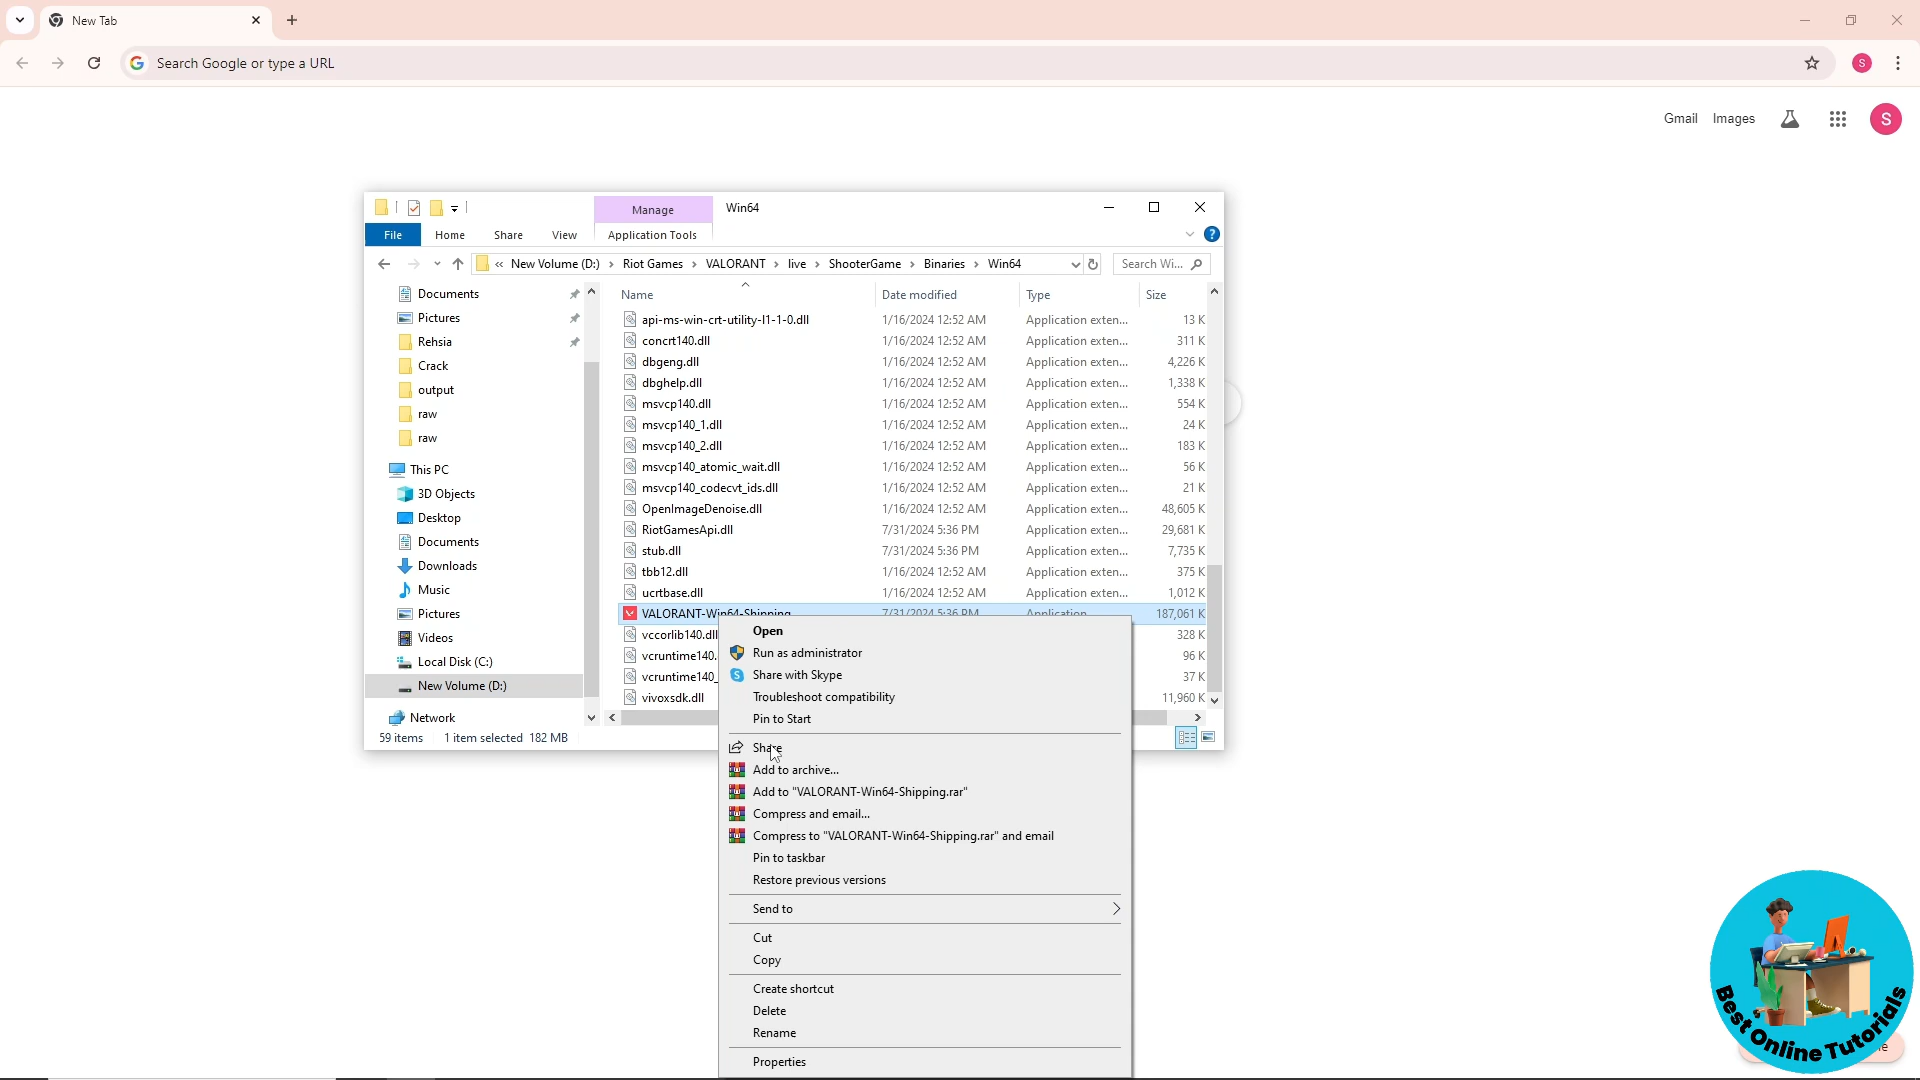 New Tab
Search Google or type a URL
S
Gmail Images
S
Manage Win64
File Home Share View Application Tools
« New Volume (D:) › Riot Games › VALORANT › live › ShooterGame › Binaries › Win64
Search Wi...
Name Date modified Type Size
Documents
Pictures
Rehsia
Crack
output
raw
raw
This PC
3D Objects
Desktop
Documents
Downloads
Music
Pictures
Videos
Local Disk (C:)
New Volume (D:)
Network
api-ms-win-crt-utility-l1-1-0.dll 1/16/2024 12:52 AM Application exten... 13 K
concrt140.dll 1/16/2024 12:52 AM Application exten... 311 K
dbgeng.dll 1/16/2024 12:52 AM Application exten... 4,226 K
dbghelp.dll 1/16/2024 12:52 AM Application exten... 1,338 K
msvcp140.dll 1/16/2024 12:52 AM Application exten... 554 K
msvcp140_1.dll 1/16/2024 12:52 AM Application exten... 24 K
msvcp140_2.dll 1/16/2024 12:52 AM Application exten... 183 K
msvcp140_atomic_wait.dll 1/16/2024 12:52 AM Application exten... 56 K
msvcp140_codecvt_ids.dll 1/16/2024 12:52 AM Application exten... 21 K
OpenImageDenoise.dll 1/16/2024 12:52 AM Application exten... 48,605 K
RiotGamesApi.dll 7/31/2024 5:36 PM Application exten... 29,681 K
stub.dll 7/31/2024 5:36 PM Application exten... 7,735 K
tbb12.dll 1/16/2024 12:52 AM Application exten... 375 K
ucrtbase.dll 1/16/2024 12:52 AM Application exten... 1,012 K
VALORANT-Win64-Shipping 7/31/2024 5:36 PM Application 187,061 K
vccorlib140.dll 328 K
vcruntime140. 96 K
vcruntime140_ 37 K
vivoxsdk.dll 11,960 K
59 items 1 item selected 182 MB
Open
Run as administrator
Share with Skype
Troubleshoot compatibility
Pin to Start
Share
Add to archive...
Add to "VALORANT-Win64-Shipping.rar"
Compress and email...
Compress to "VALORANT-Win64-Shipping.rar" and email
Pin to taskbar
Restore previous versions
Send to
Cut
Copy
Create shortcut
Delete
Rename
Properties
Best Online Tutorials